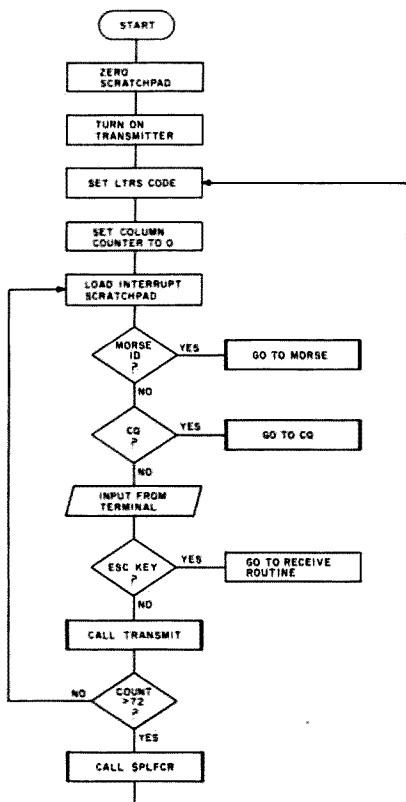 START
ZERO
SCRATCHPAD
TURN ON
TRANSMITTER
SET LTRS CODE
SET COLUMN
COUNTER TO 0
LOAD INTERRUPT
SCRATCHPAD
MORSE
ID
?
YES
GO TO MORSE
NO
CQ
?
YES
GO TO CQ
NO
INPUT FROM
TERMINAL
ESC KEY
?
YES
GO TO RECEIVE
ROUTINE
NO
CALL TRANSMIT
COUNT
>72
?
NO
YES
CALL SPLFCR